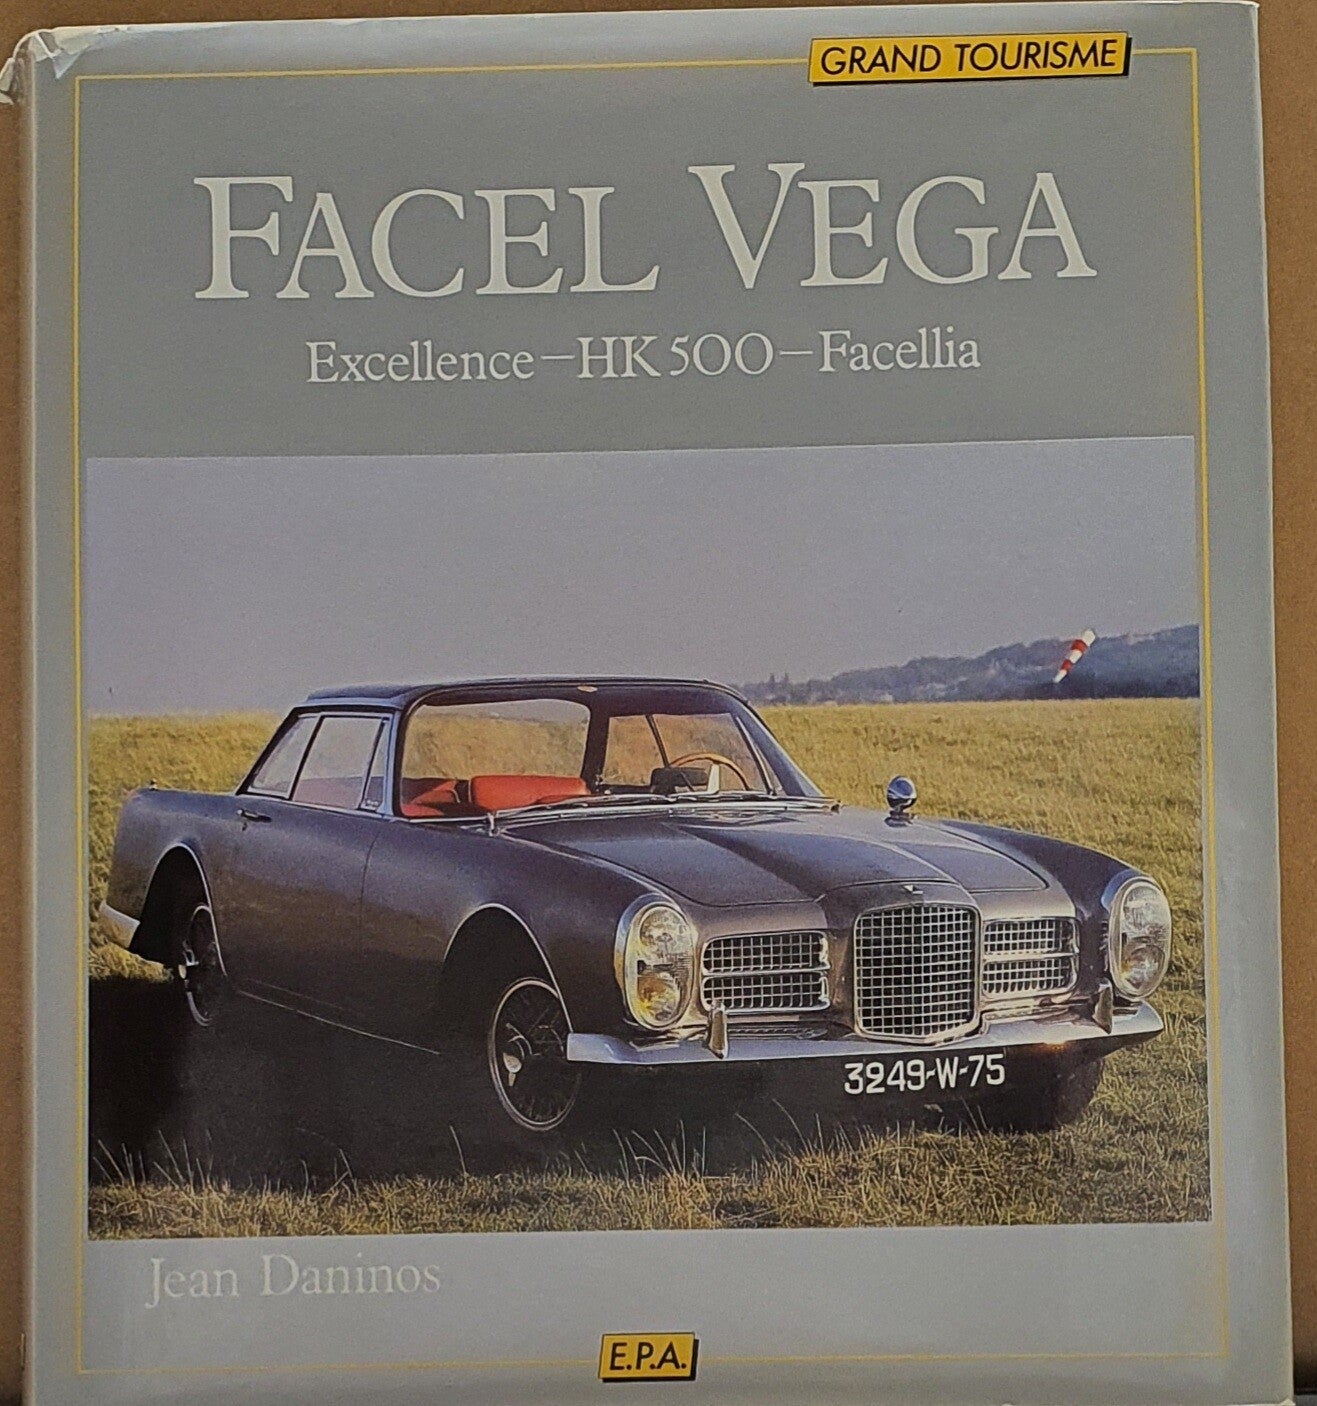 GRAND TOURISME
FACEL VEGA
Excellence—HK 500—Facellia
3249-W-75
Jean Daninos
E.P.A.